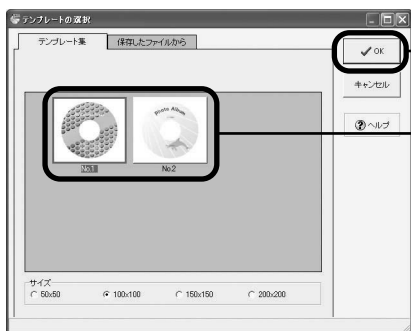 テンプレートの選択
テンプレート集
保存したファイルから
OK
キャンセル
ヘルプ
photo Album
No.1
No.2
サイズ
50x50
100x100
150x150
200x200